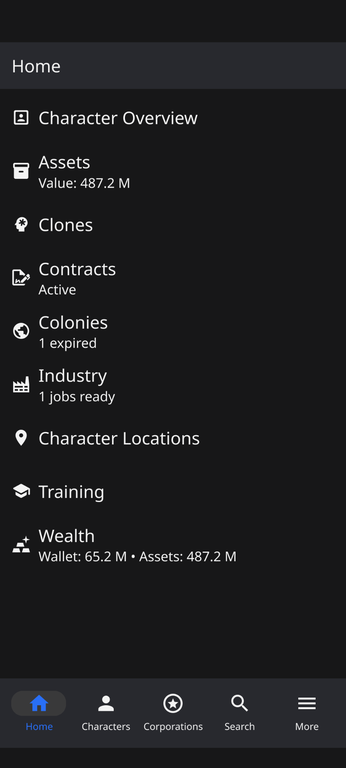 Home
Character Overview
Assets
Value: 487.2 M
Clones
Contracts
Active
Colonies
1 expired
Industry
1 jobs ready
Character Locations
Training
Wealth
Wallet: 65.2 M • Assets: 487.2 M
Home
Characters
Corporations
Search
More